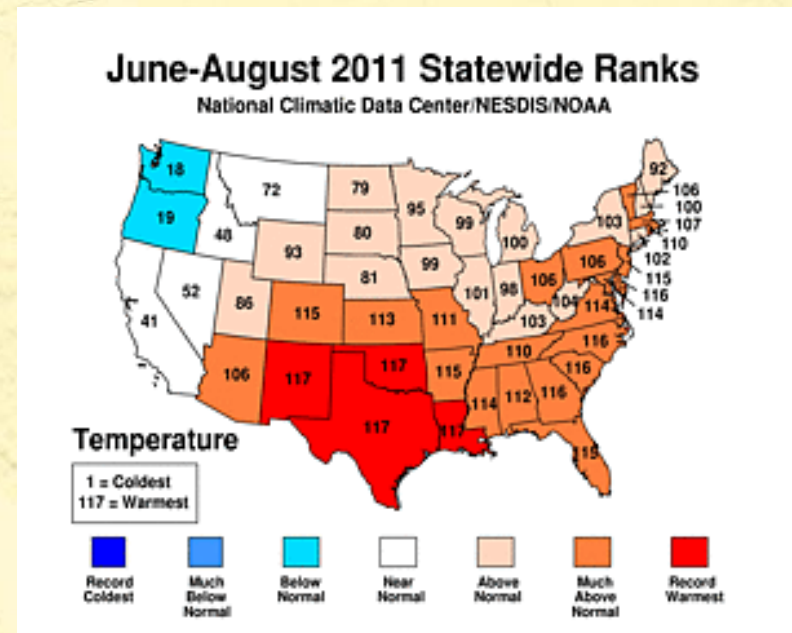 June-August 2011 Statewide Ranks
National Climatic Data Center/NESDIS/NOAA
18
19
72
48
79
80
95
99
100
92
106
100
107
110
102
115
116
114
103
93
81
99
101
98
106
106
104
114
41
52
86
115
113
111
103
110
116
106
117
117
115
116
114
112
116
117
117
115
Temperature
1 = Coldest
117 = Warmest
Record
Coldest
Much
Below
Normal
Below
Normal
Near
Normal
Above
Normal
Much
Above
Normal
Record
Warmest